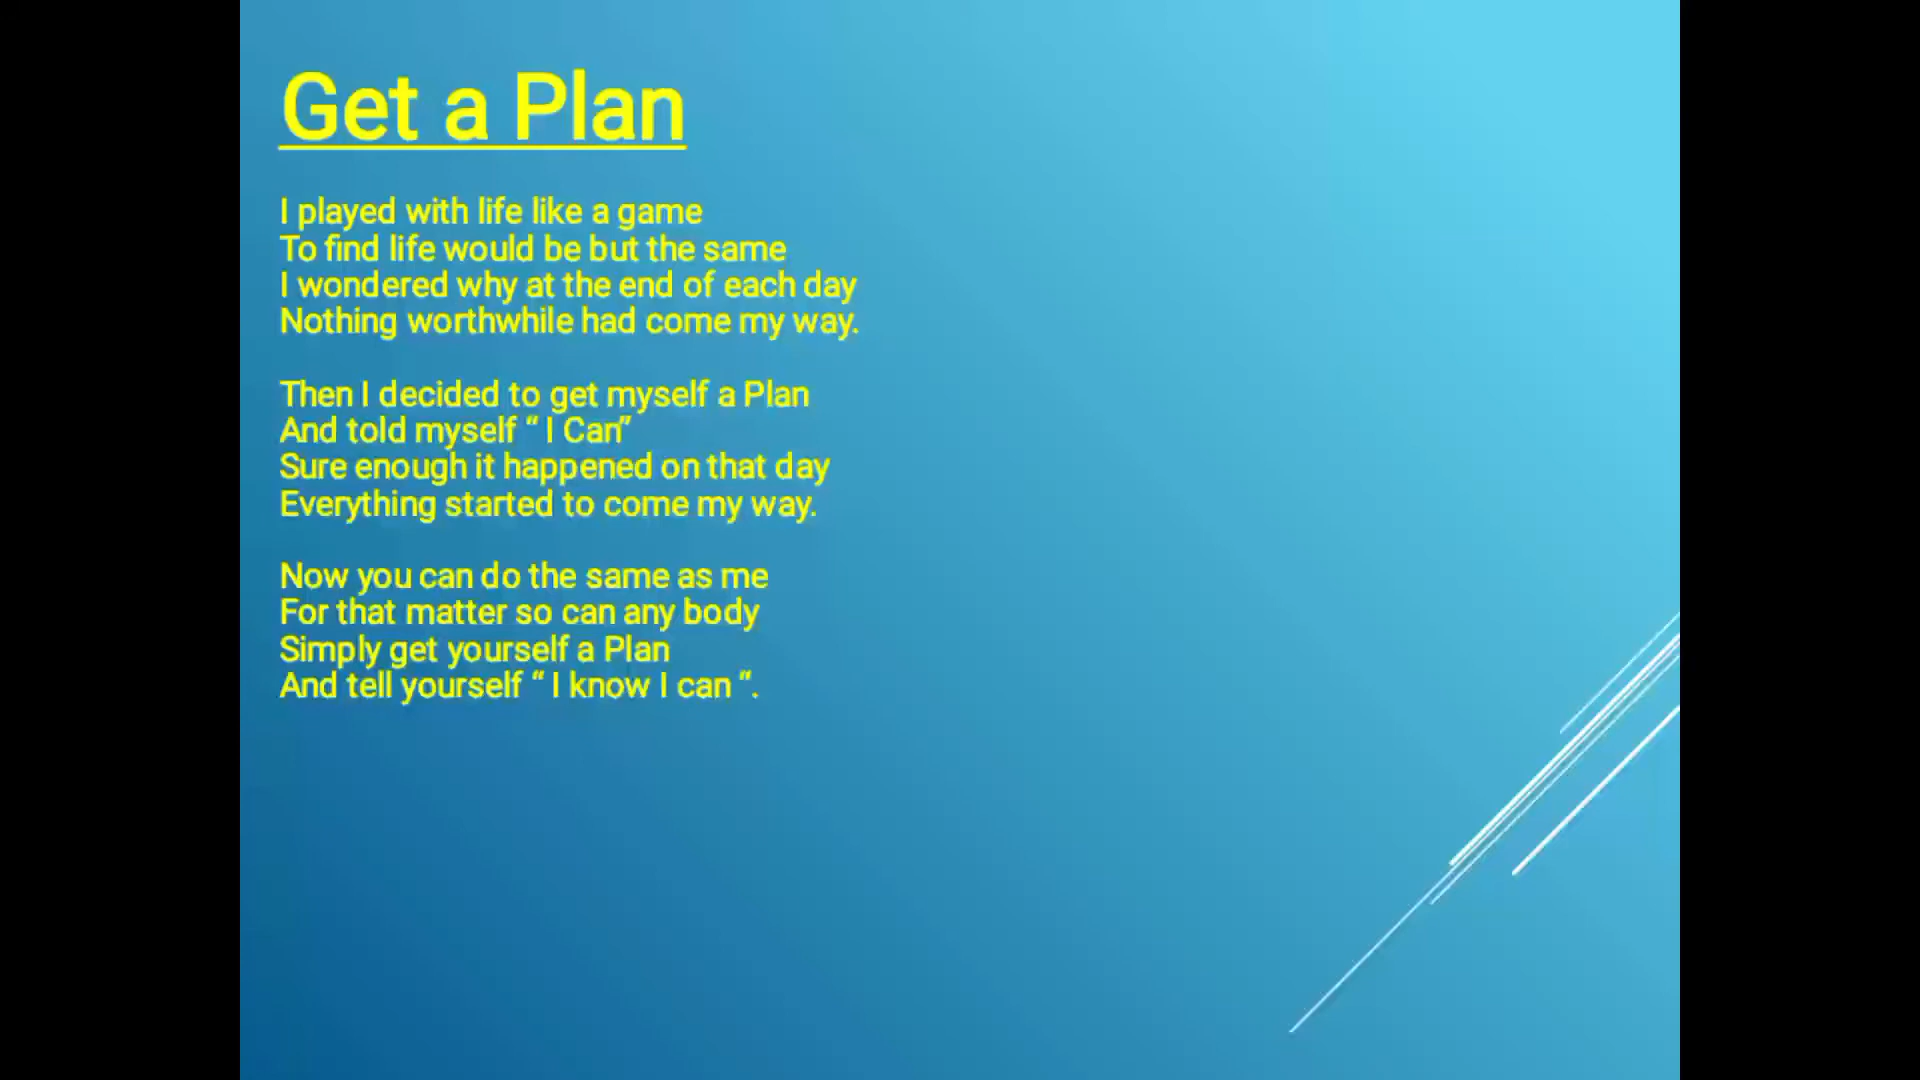 Get a Plan
I played with life like a game
To find life would be but the same
I wondered why at the end of each day
Nothing worthwhile had come my way.
Then I decided to get myself a Plan
And told myself “ I Can”
Sure enough it happened on that day
Everything started to come my way.
Now you can do the same as me
For that matter so can any body
Simply get yourself a Plan
And tell yourself “ I know I can “.